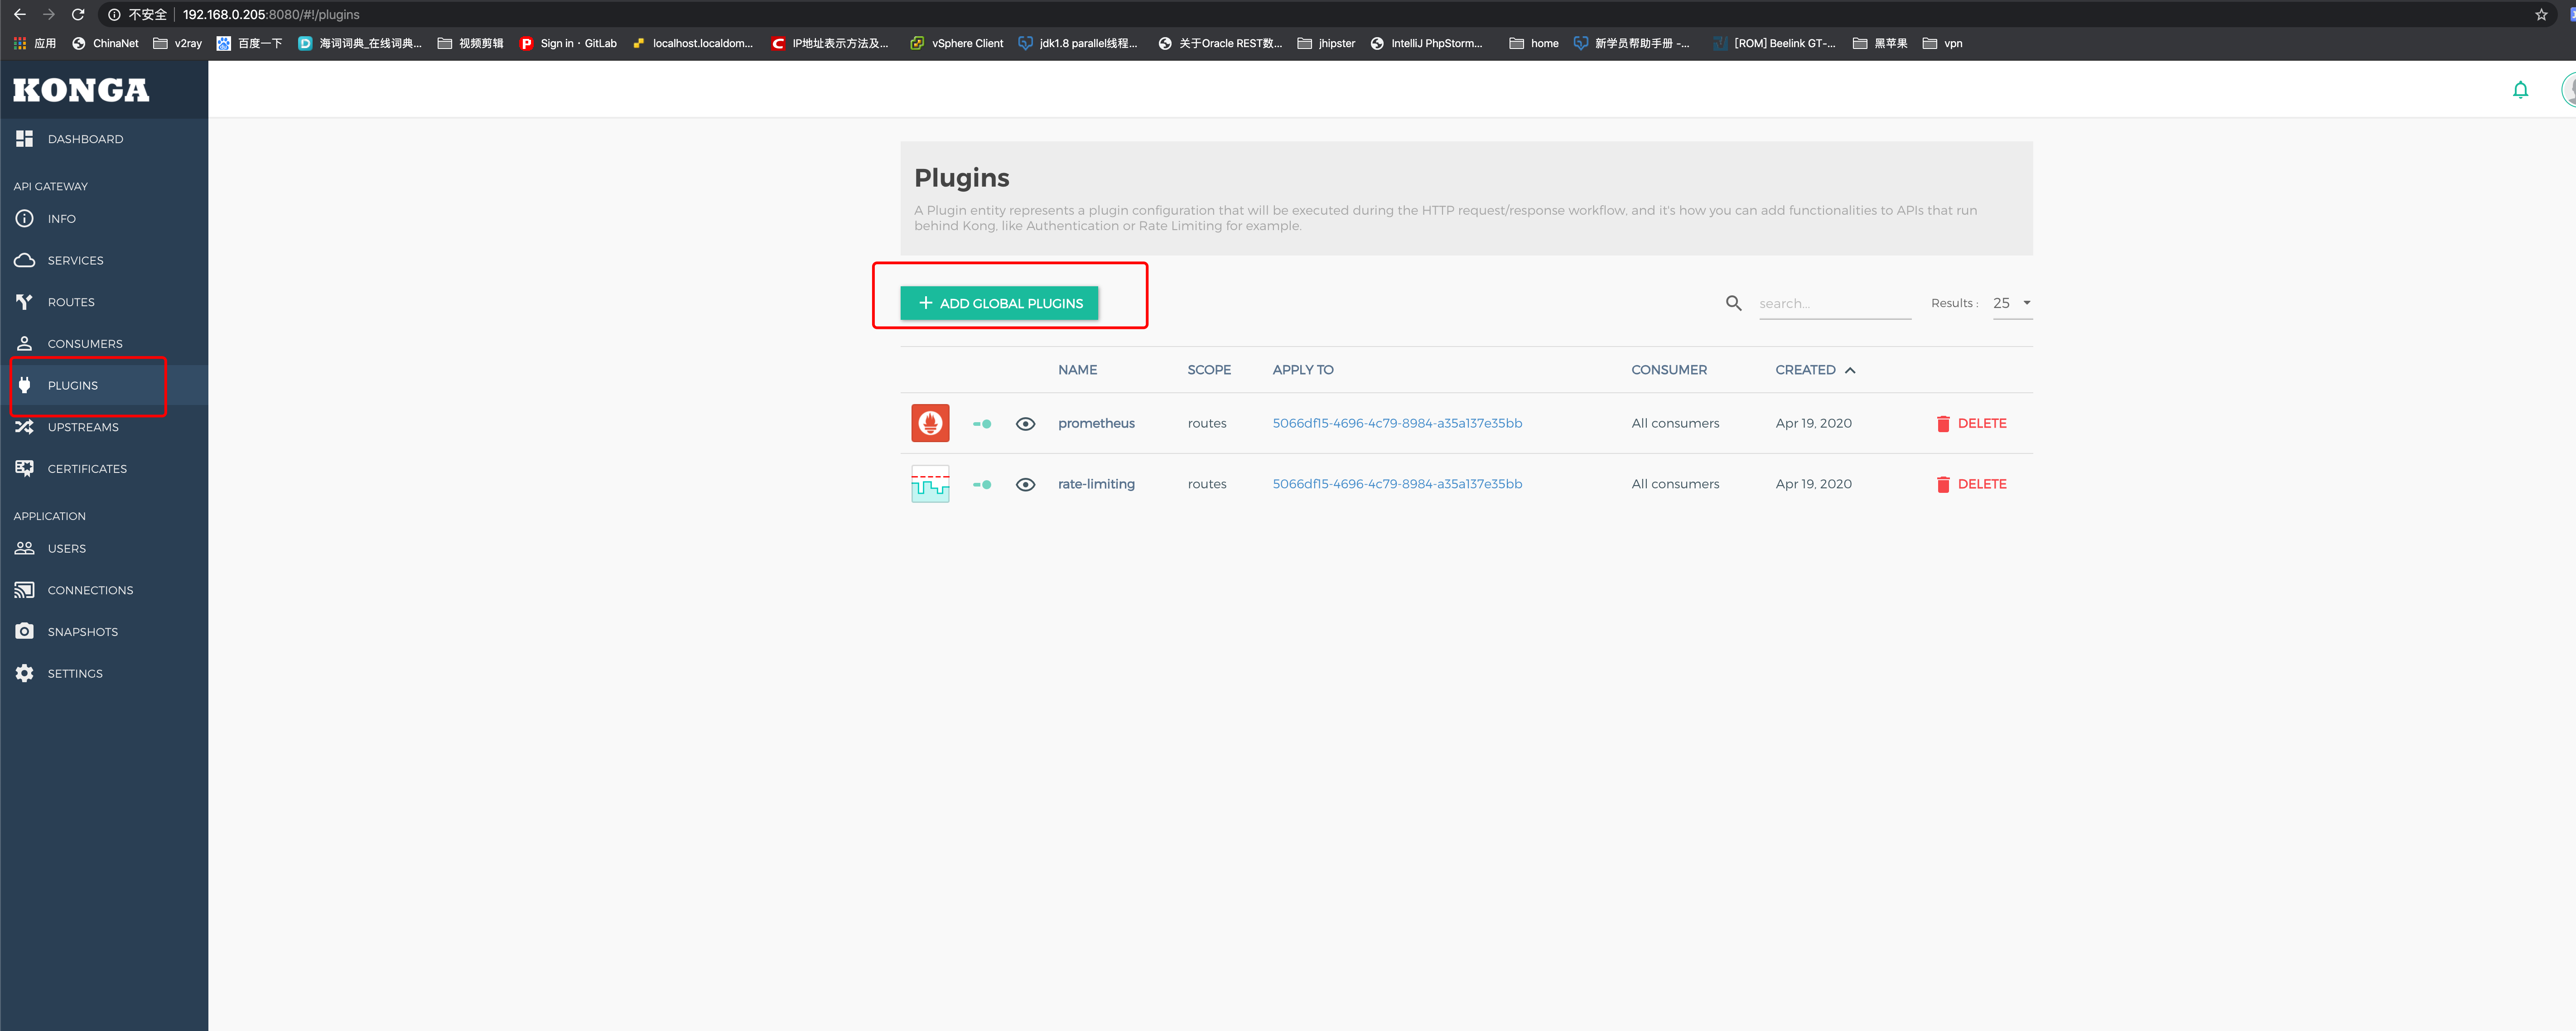 不安全 192.168.0.205:8080/#!/plugins
应用 ChinaNet v2ray 百度一下 海词词典_在线词典... 视频剪辑 Sign in · GitLab localhost.localdom... IP地址表示方法及... vSphere Client jdk1.8 parallel线程... 关于Oracle REST数... jhipster IntelliJ PhpStorm... home 新学员帮助手册 -... [ROM] Beelink GT-... 黑苹果 vpn
KONGA
DASHBOARD
API GATEWAY
INFO
SERVICES
ROUTES
CONSUMERS
PLUGINS
UPSTREAMS
CERTIFICATES
APPLICATION
USERS
CONNECTIONS
SNAPSHOTS
SETTINGS
Plugins
A Plugin entity represents a plugin configuration that will be executed during the HTTP request/response workflow, and it's how you can add functionalities to APIs that run
behind Kong, like Authentication or Rate Limiting for example.
+ ADD GLOBAL PLUGINS search... Results : 25
NAME SCOPE APPLY TO CONSUMER CREATED
prometheus routes 5066df15-4696-4c79-8984-a35a137e35bb All consumers Apr 19, 2020 DELETE
rate-limiting routes 5066df15-4696-4c79-8984-a35a137e35bb All consumers Apr 19, 2020 DELETE